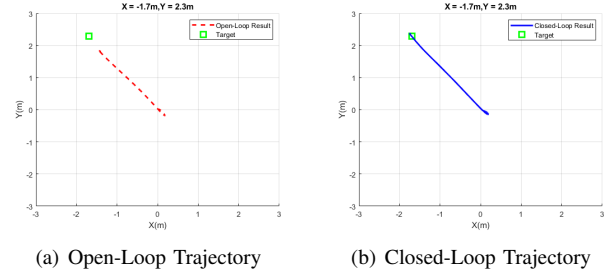 X = -1.7m,Y = 2.3m
Open-Loop Result
Target
3
2
1
0
-1
-2
-3
Y(m)
-3 -2 -1 0 1 2 3
X(m)
(a) Open-Loop Trajectory
X = -1.7m,Y = 2.3m
Closed-Loop Result
Target
3
2
1
0
-1
-2
-3
Y(m)
-3 -2 -1 0 1 2 3
X(m)
(b) Closed-Loop Trajectory